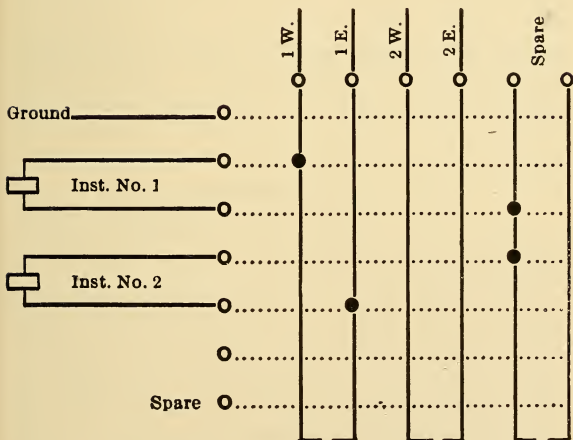 1 W.
1 E.
2 W.
2 E.
Spare
Ground
Inst. No. 1
Inst. No. 2
Spare